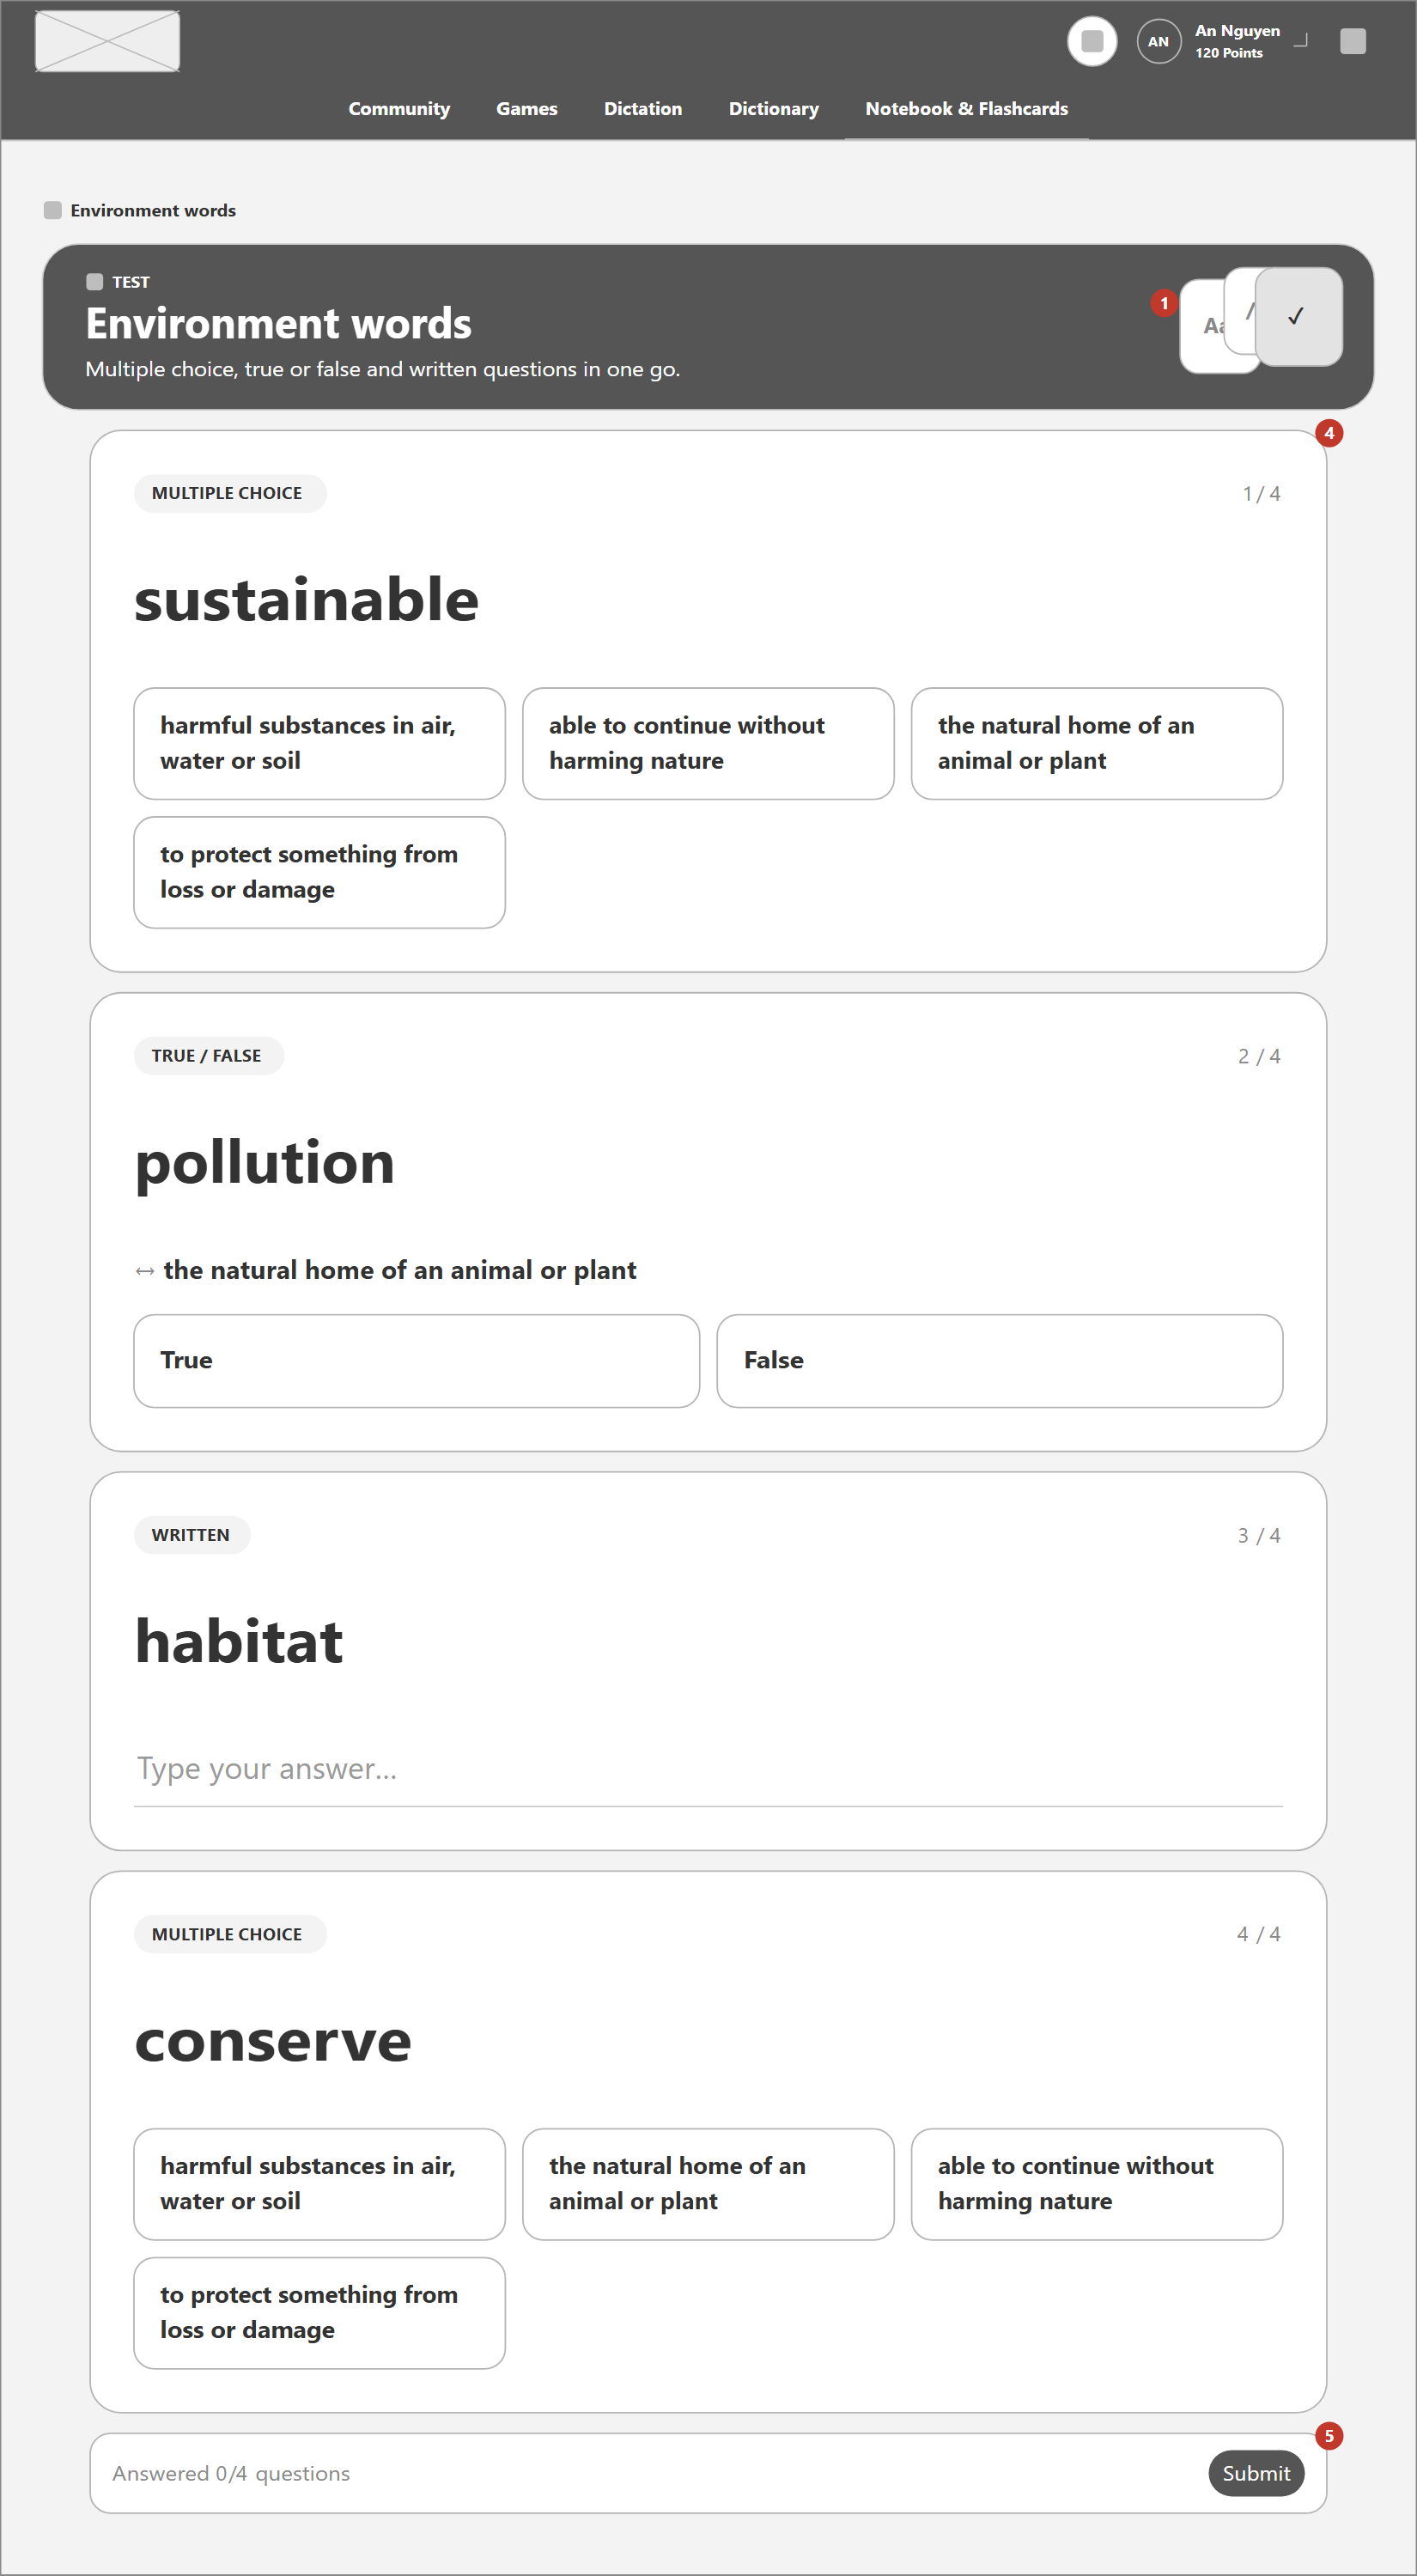 AN
An Nguyen
120 Points
Community Games Dictation Dictionary Notebook & Flashcards
Environment words
TEST
Environment words
Multiple choice, true or false and written questions in one go.
1
Aa
/
✓
4
MULTIPLE CHOICE
1 / 4
sustainable
harmful substances in air,
water or soil
able to continue without
harming nature
the natural home of an
animal or plant
to protect something from
loss or damage
TRUE / FALSE
2 / 4
pollution
↔ the natural home of an animal or plant
True
False
WRITTEN
3 / 4
habitat
Type your answer...
MULTIPLE CHOICE
4 / 4
conserve
harmful substances in air,
water or soil
the natural home of an
animal or plant
able to continue without
harming nature
to protect something from
loss or damage
5
Answered 0/4 questions
Submit